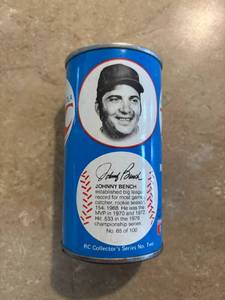 Johnny Bench
JOHNNY BENCH
established big league
record for most games
catcher, rookie season
154, 1968. He was the
MVP in 1970 and 1972.
Hit .533 in the 1976
championship series.
No. 65 of 100
RC Collector's Series No. Two